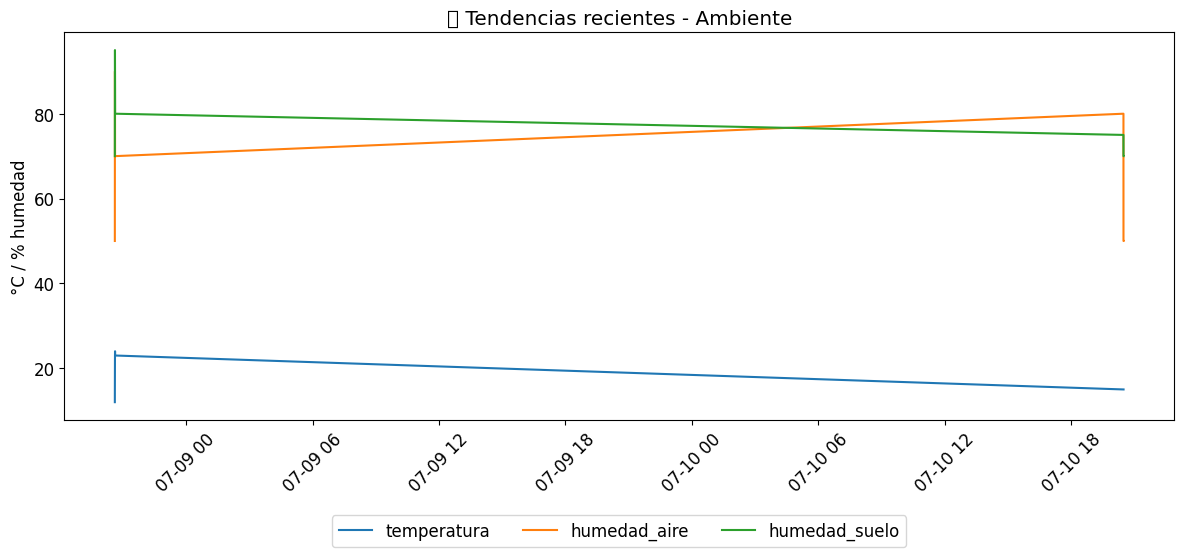 Tendencias recientes - Ambiente
°C / % humedad
80
60
40
20
07-09 00
07-09 06
07-09 12
07-09 18
07-10 00
07-10 06
07-10 12
07-10 18
temperatura
humedad_aire
humedad_suelo